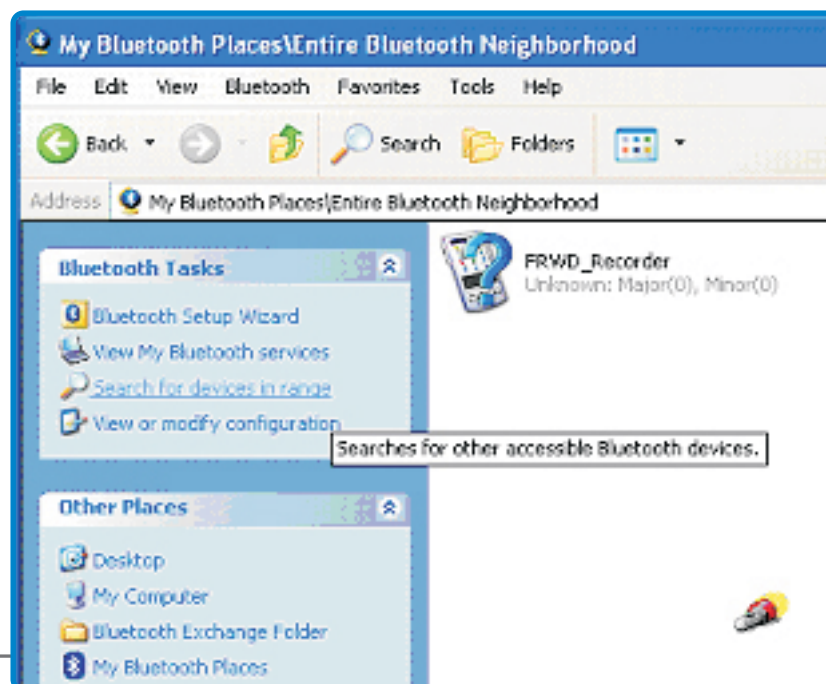 My Bluetooth Places\Entire Bluetooth Neighborhood
File Edit View Bluetooth Favorites Tools Help
Back Search Folders
Address My Bluetooth Places\Entire Bluetooth Neighborhood
Bluetooth Tasks
Bluetooth Setup Wizard
View My Bluetooth services
Search for devices in range
View or modify configuration
Searches for other accessible Bluetooth devices.
Other Places
Desktop
My Computer
Bluetooth Exchange Folder
My Bluetooth Places
FRWD_Recorder
Unknown: Major(0), Minor(0)